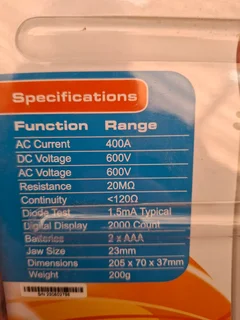 Specifications
Function Range
AC Current 400A
DC Voltage 600V
AC Voltage 600V
Resistance 20MΩ
Continuity <120Ω
Diode Test 1.5mA Typical
Digital Display 2000 Count
Batteries 2 x AAA
Jaw Size 23mm
Dimensions 205 x 70 x 37mm
Weight 200g